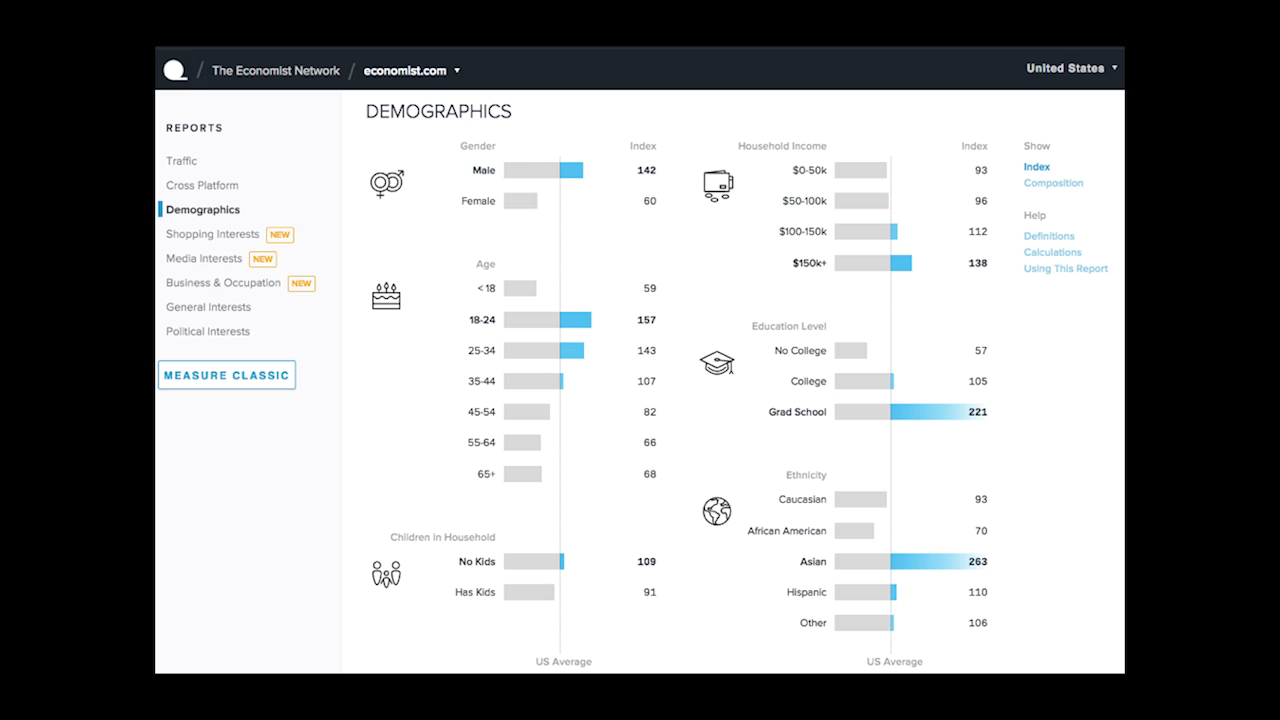 / The Economist Network / economist.com
United States
REPORTS
Traffic
Cross Platform
Demographics
Shopping Interests NEW
Media Interests NEW
Business & Occupation NEW
General Interests
Political Interests
MEASURE CLASSIC
DEMOGRAPHICS
Gender Index
Male 142
Female 60
Age
<18 59
18-24 157
25-34 143
35-44 107
45-54 82
55-64 66
65+ 68
Children in Household
No Kids 109
Has Kids 91
US Average
Household Income Index
$0-50k 93
$50-100k 96
$100-150k 112
$150k+ 138
Education Level
No College 57
College 105
Grad School 221
Ethnicity
Caucasian 93
African American 70
Asian 263
Hispanic 110
Other 106
US Average
Show
Index
Composition
Help
Definitions
Calculations
Using This Report